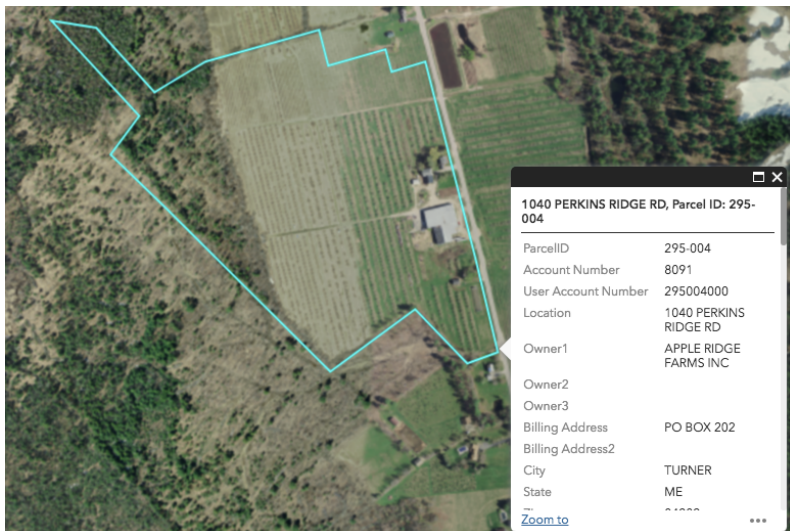 1040 PERKINS RIDGE RD, Parcel ID: 295-
004
ParcelID 295-004
Account Number 8091
User Account Number 295004000
Location 1040 PERKINS
RIDGE RD
Owner1 APPLE RIDGE
FARMS INC
Owner2
Owner3
Billing Address PO BOX 202
Billing Address2
City TURNER
State ME
Zoom to